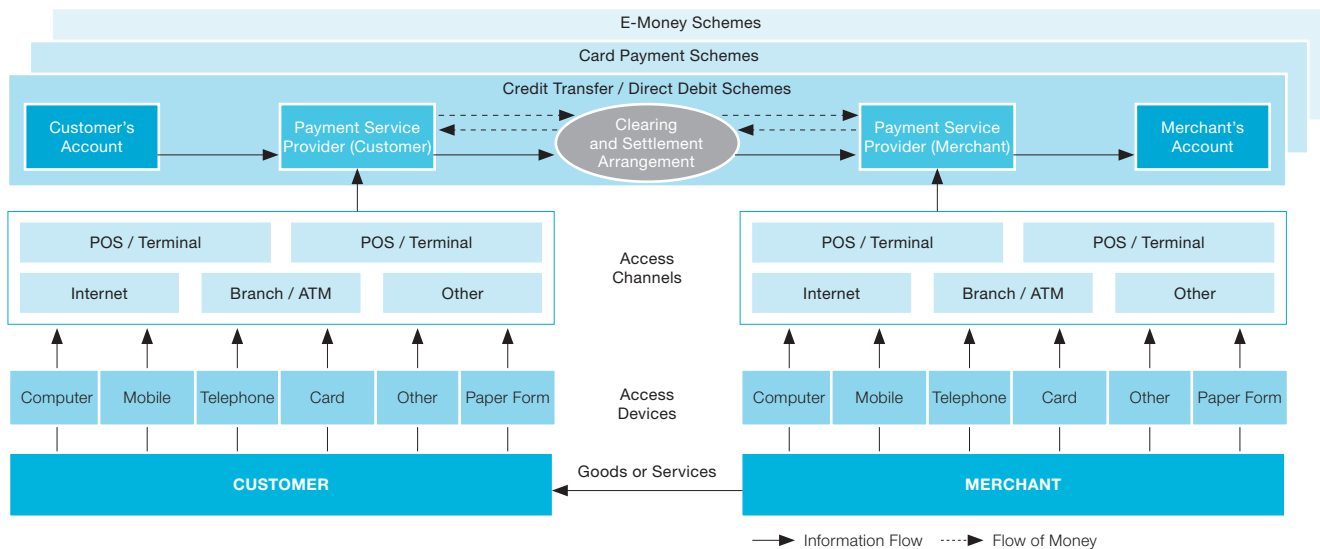 E-Money Schemes
Card Payment Schemes
Credit Transfer / Direct Debit Schemes
Customer's
Account
Payment Service
Provider (Customer)
Clearing
and Settlement
Arrangement
Payment Service
Provider (Merchant)
Merchant's
Account
POS / Terminal
POS / Terminal
Internet
Branch / ATM
Other
Access
Channels
POS / Terminal
POS / Terminal
Internet
Branch / ATM
Other
Computer
Mobile
Telephone
Card
Other
Paper Form
Access
Devices
Computer
Mobile
Telephone
Card
Other
Paper Form
CUSTOMER
Goods or Services
MERCHANT
Information Flow
Flow of Money